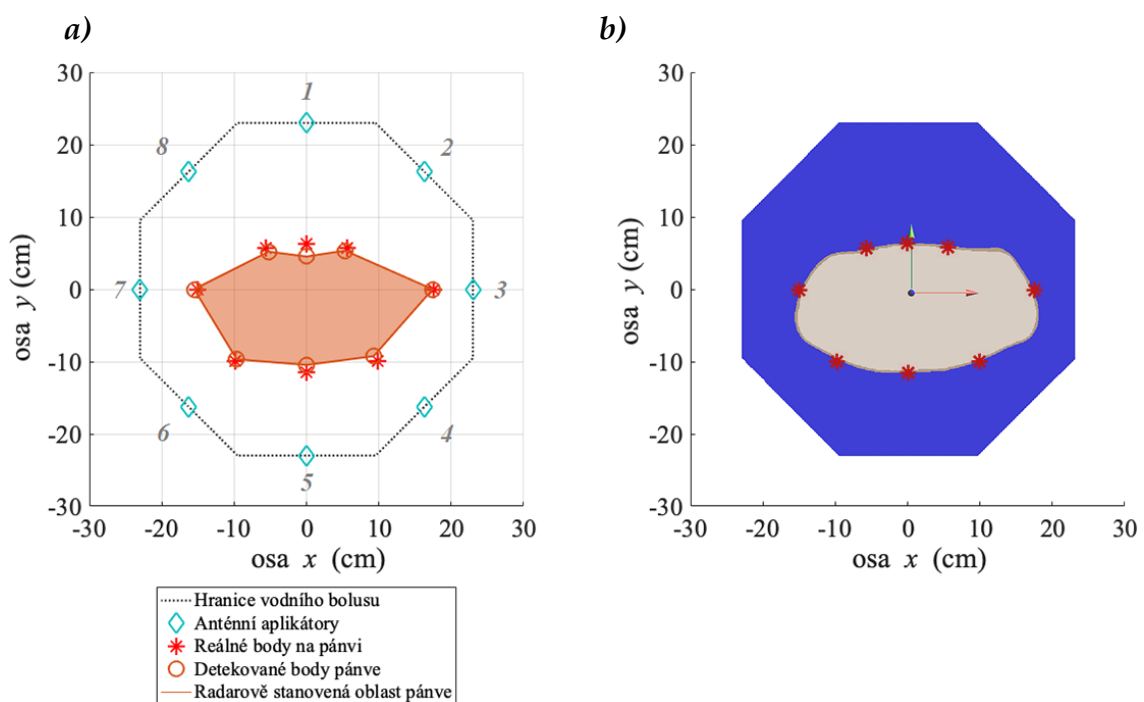 a)
30
20
10
0
-10
-20
-30
-30 -20 -10 0 10 20 30
osa y (cm)
osa x (cm)
1
2
3
4
5
6
7
8
Hranice vodního bolusu
Anténní aplikátory
Reálné body na pánvi
Detekované body pánve
Radarově stanovená oblast pánve
b)
30
20
10
0
-10
-20
-30
-30 -20 -10 0 10 20 30
osa y (cm)
osa x (cm)